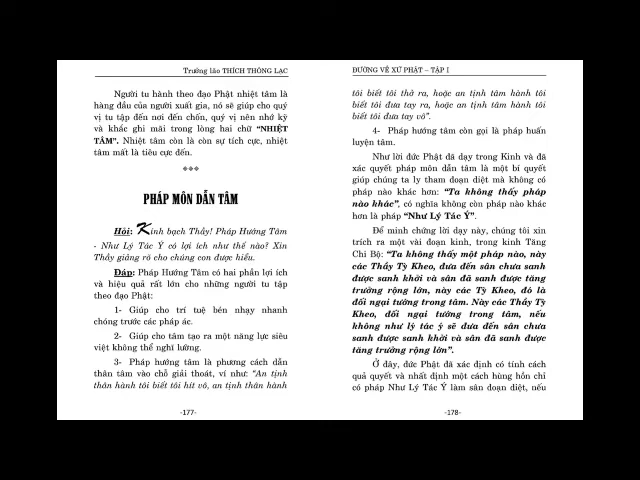 Trưởng lão THÍCH THÔNG LẠC
Người tu hành theo đạo Phật nhiệt tâm là
hàng đầu của người xuất gia, nó sẽ giúp cho quý
vị tu tập đến nơi đến chốn, quý vị nên nhớ kỹ
và khắc ghi mãi trong lòng hai chữ “NHIỆT
TÂM”. Nhiệt tâm còn là sự tích cực, nhiệt
tâm mất là tiêu cực đến.
***
PHÁP MÔN DẪN TÂM
Hỏi: Kính bạch Thầy! Pháp Hướng Tâm
- Như Lý Tác Ý có lợi ích như thế nào? Xin
Thầy giảng rõ cho chúng con được hiểu.
Đáp: Pháp Hướng Tâm có hai phần lợi ích
và hiệu quả rất lớn cho những người tu tập
theo đạo Phật:
1- Giúp cho trí tuệ bén nhạy nhanh
chóng trước các pháp ác.
2- Giúp cho tâm tạo ra một năng lực siêu
việt không thể nghĩ lường.
3- Pháp hướng tâm là phương cách dẫn
thân tâm vào chỗ giải thoát, ví như: “An tịnh
thân hành tôi biết tôi hít vô, an tịnh thân hành
-177-
ĐƯỜNG VỀ XỨ PHẬT – TẬP I
tôi biết tôi thở ra, hoặc an tịnh tâm hành tôi
biết tôi đưa tay ra, hoặc an tịnh tâm hành tôi
biết tôi đưa tay vô”.
4- Pháp hướng tâm còn gọi là pháp huấn
luyện tâm.
Như lời đức Phật đã dạy trong Kinh và đã
xác quyết pháp môn dẫn tâm là một bí quyết
giúp chúng ta ly tham đoạn diệt mà không có
pháp nào khác hơn: “Ta không thấy pháp
nào khác”, có nghĩa không còn pháp nào khác
hơn là pháp “Như Lý Tác Ý”.
Để minh chứng lời dạy này, chúng tôi xin
trích ra một vài đoạn kinh, trong kinh Tăng
Chi Bộ: “Ta không thấy một pháp nào, này
các Thầy Tỳ Kheo, đưa đến sân chưa sanh
được sanh khởi và sân đã sanh được tăng
trưởng rộng lớn, này các Tỳ Kheo, đó là
đối ngại tướng trong tâm. Này các Thầy Tỳ
Kheo, đối ngại tướng trong tâm, nếu
không như lý tác ý sẽ đưa đến sân chưa
sanh được sanh khởi và sân đã sanh được
tăng trưởng rộng lớn”.
Ở đây, đức Phật đã xác định có tính cách
quả quyết và nhất định một cách hùng hồn chỉ
có pháp Như Lý Tác Ý làm sân đoạn diệt, nếu
-178-